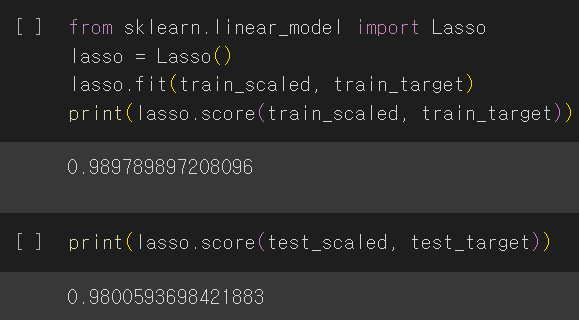 [ ] from sklearn.linear_model import Lasso
lasso = Lasso()
lasso.fit(train_scaled, train_target)
print(lasso.score(train_scaled, train_target))
0.989789897208096
[ ] print(lasso.score(test_scaled, test_target))
0.9800593698421883